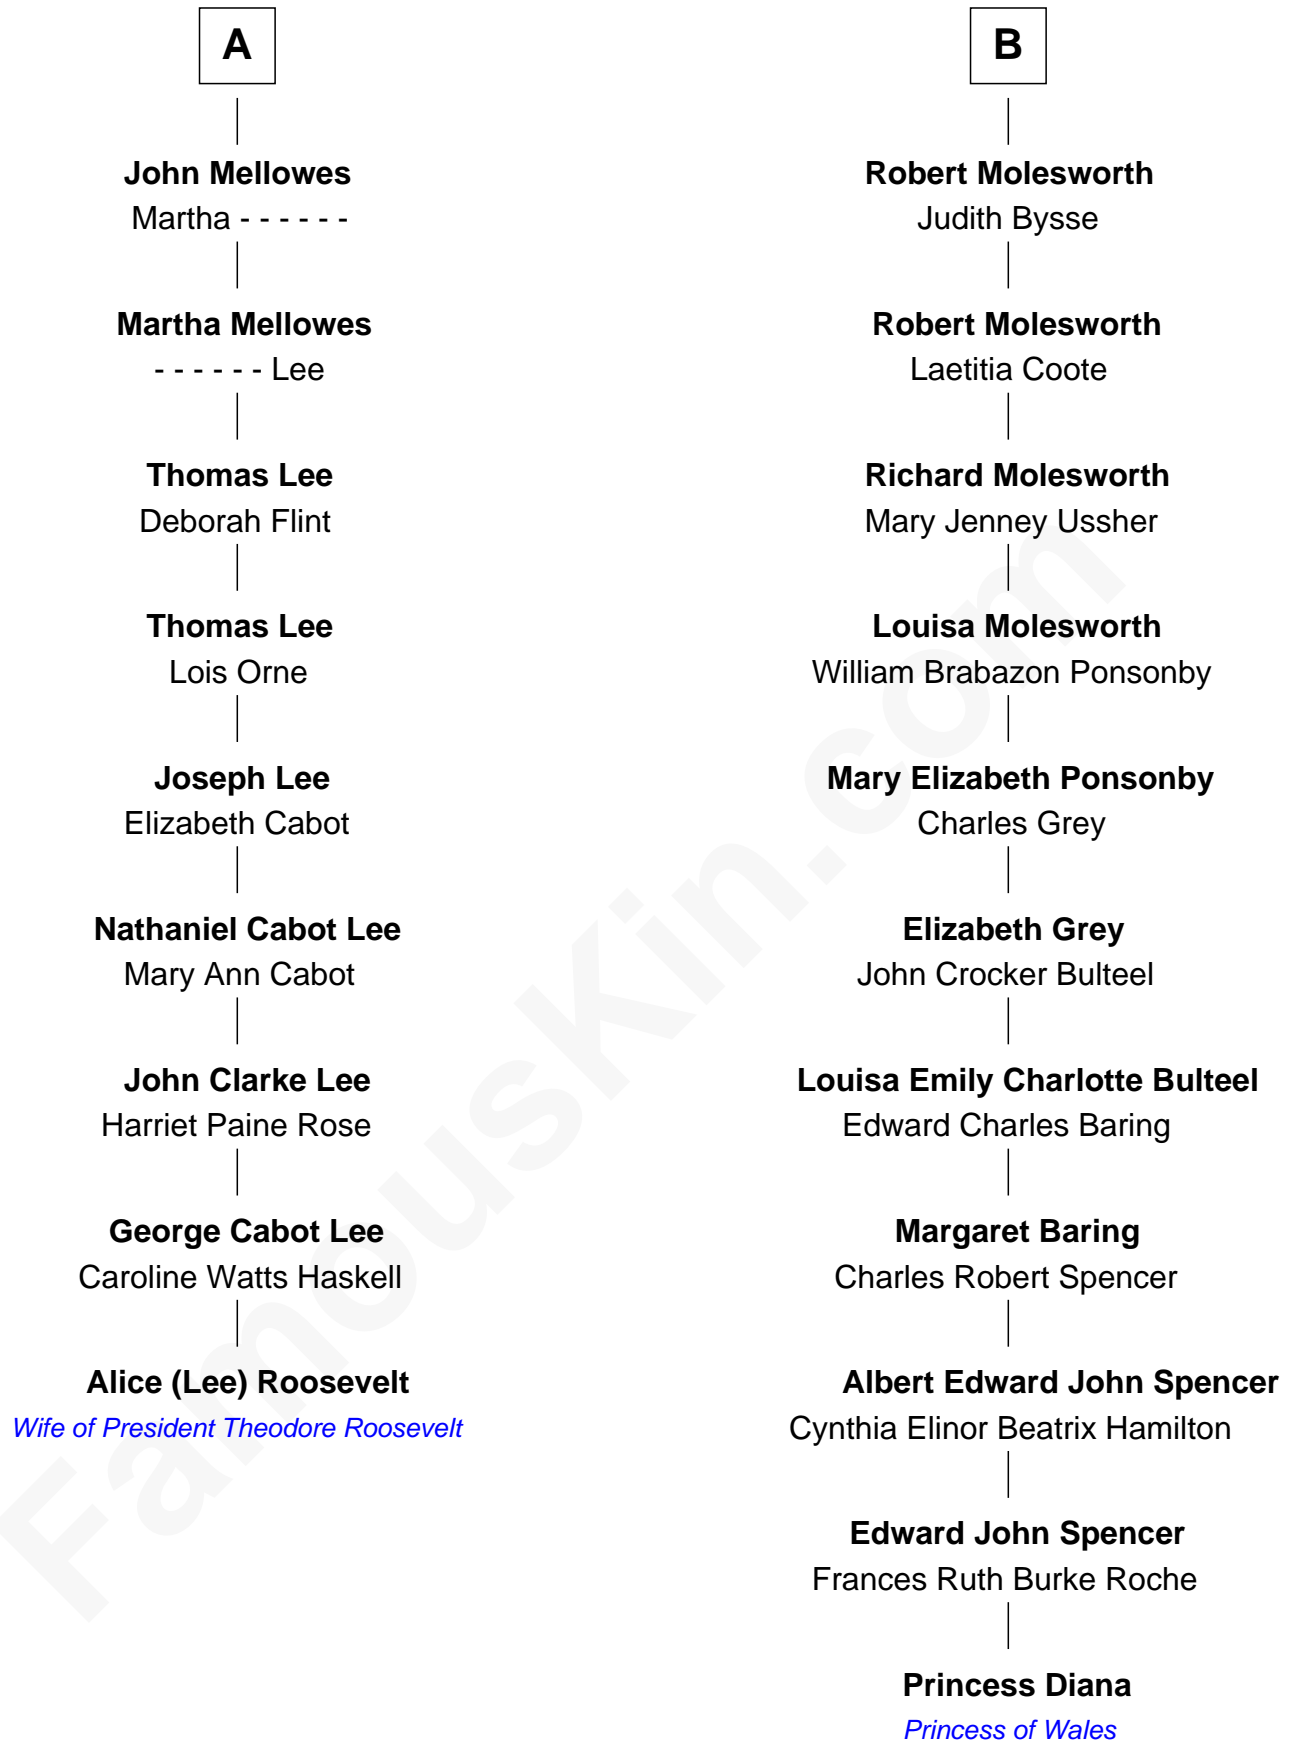 A
John Mellowes
Martha - - - - - -
Martha Mellowes
- - - - - - Lee
Thomas Lee
Deborah Flint
Thomas Lee
Lois Orne
Joseph Lee
Elizabeth Cabot
Nathaniel Cabot Lee
Mary Ann Cabot
John Clarke Lee
Harriet Paine Rose
George Cabot Lee
Caroline Watts Haskell
Alice (Lee) Roosevelt
Wife of President Theodore Roosevelt
B
Robert Molesworth
Judith Bysse
Robert Molesworth
Laetitia Coote
Richard Molesworth
Mary Jenney Ussher
Louisa Molesworth
William Brabazon Ponsonby
Mary Elizabeth Ponsonby
Charles Grey
Elizabeth Grey
John Crocker Bulteel
Louisa Emily Charlotte Bulteel
Edward Charles Baring
Margaret Baring
Charles Robert Spencer
Albert Edward John Spencer
Cynthia Elinor Beatrix Hamilton
Edward John Spencer
Frances Ruth Burke Roche
Princess Diana
Princess of Wales
FamousKin.com